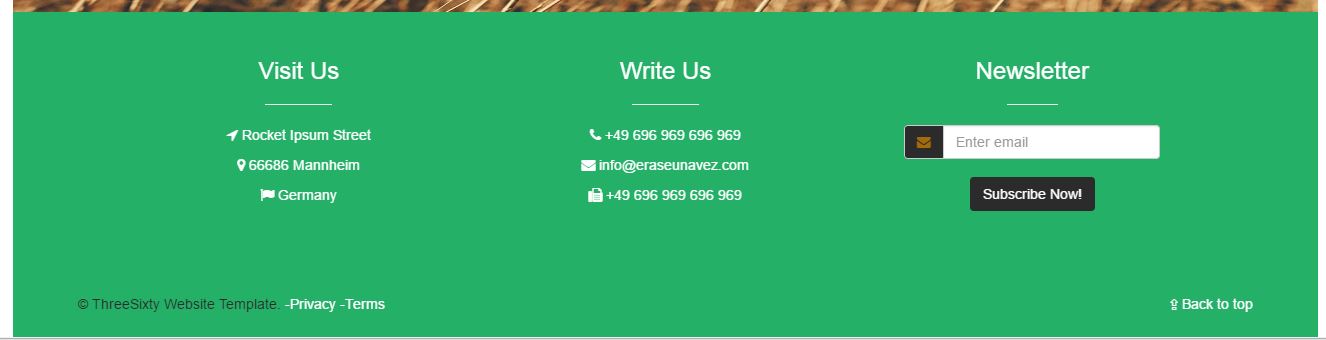 Visit Us
Rocket Ipsum Street
66686 Mannheim
Germany
Write Us
+49 696 969 696 969
info@eraseunavez.com
+49 696 969 696 969
Newsletter
Enter email
Subscribe Now!
© ThreeSixty Website Template. -Privacy -Terms
Back to top